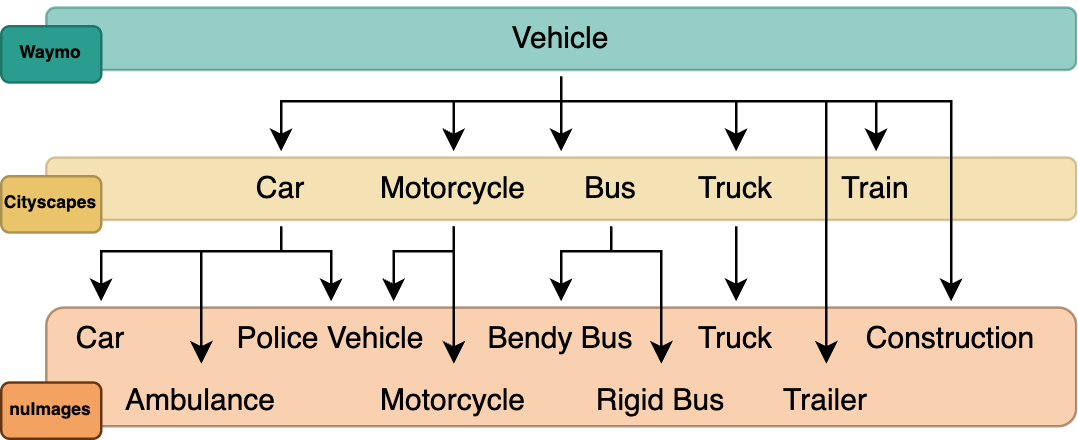 Vehicle
Waymo
Car Motorcycle Bus Truck Train
Cityscapes
Car Police Vehicle Bendy Bus Truck Construction
Ambulance Motorcycle Rigid Bus Trailer
nuImages